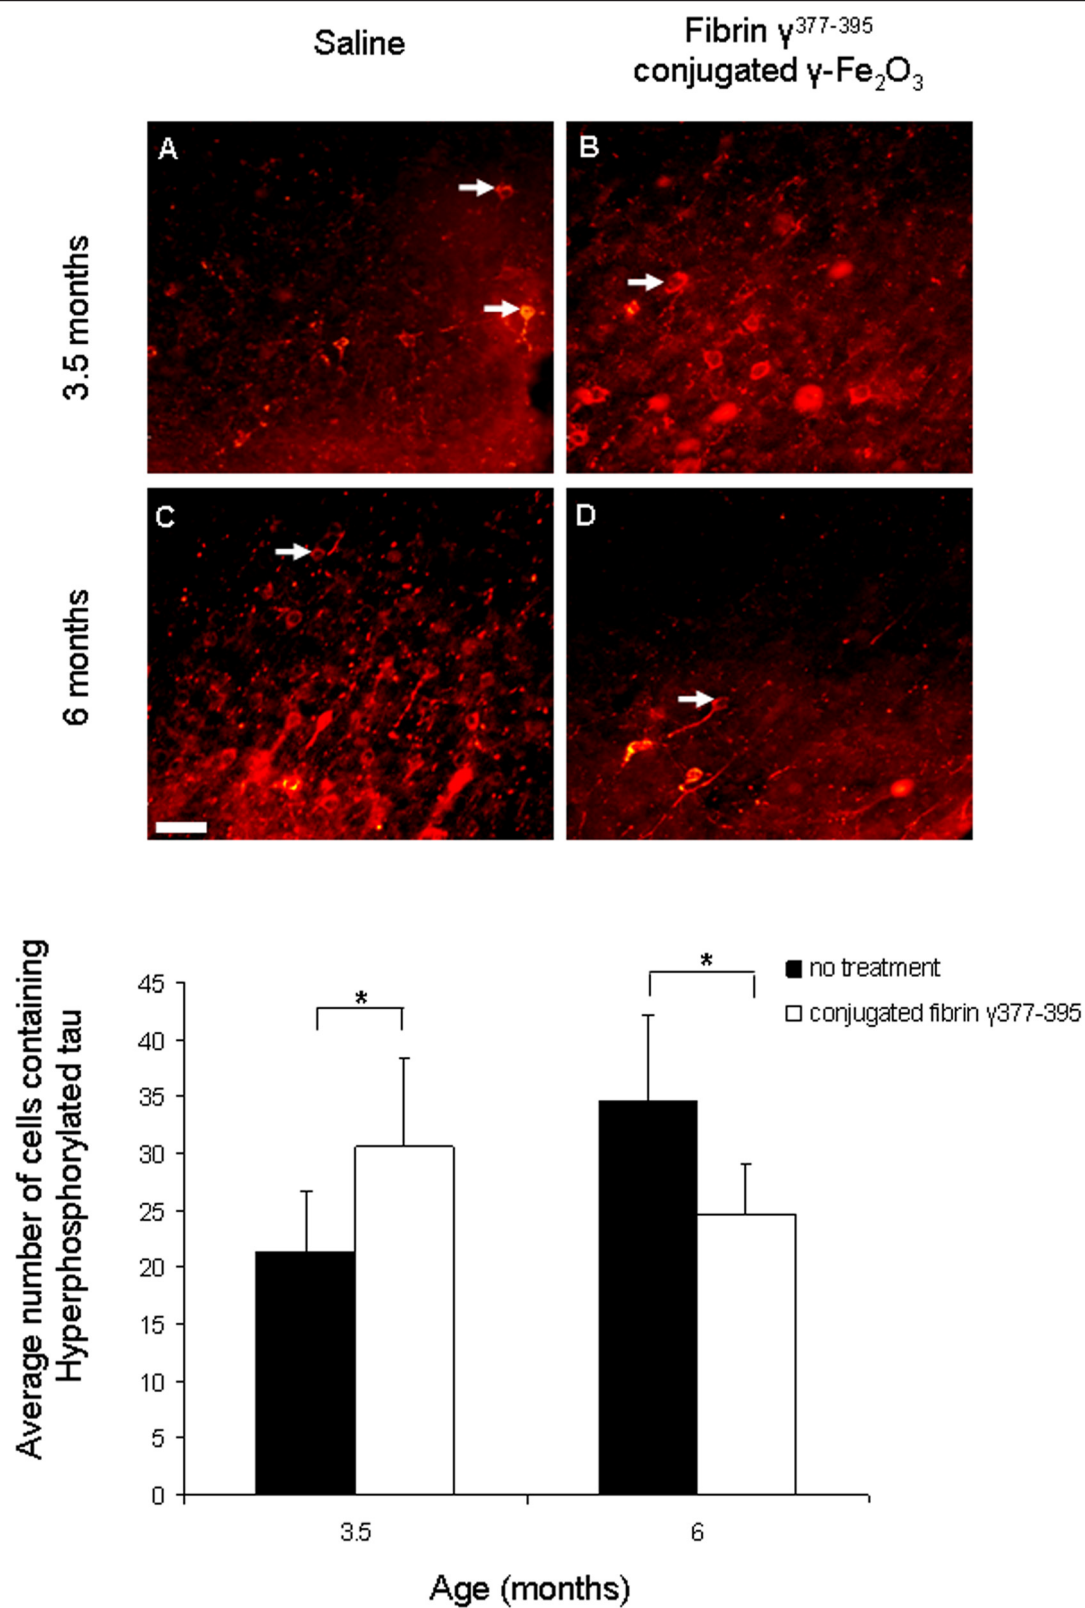 Saline
Fibrin γ³⁷⁷⁻³⁹⁵
conjugated γ-Fe₂O₃
3.5 months
A
B
6 months
C
D
Average number of cells containing
Hyperphosphorylated tau
45
40
35
30
25
20
15
10
5
0
*
*
no treatment
conjugated fibrin γ377-395
3.5
6
Age (months)